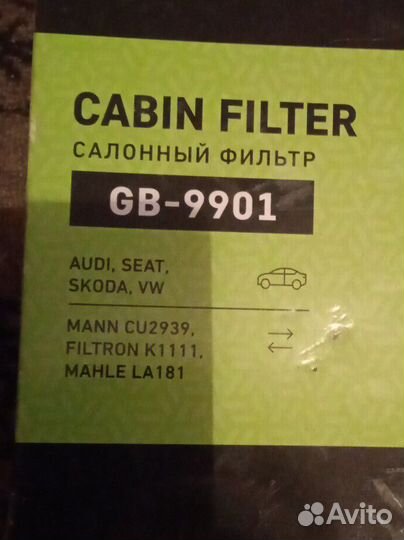 CABIN FILTER
САЛОННЫЙ ФИЛЬТР
GB-9901
AUDI, SEAT,
SKODA, VW
MANN CU2939,
FILTRON K1111,
MAHLE LA181
Avito